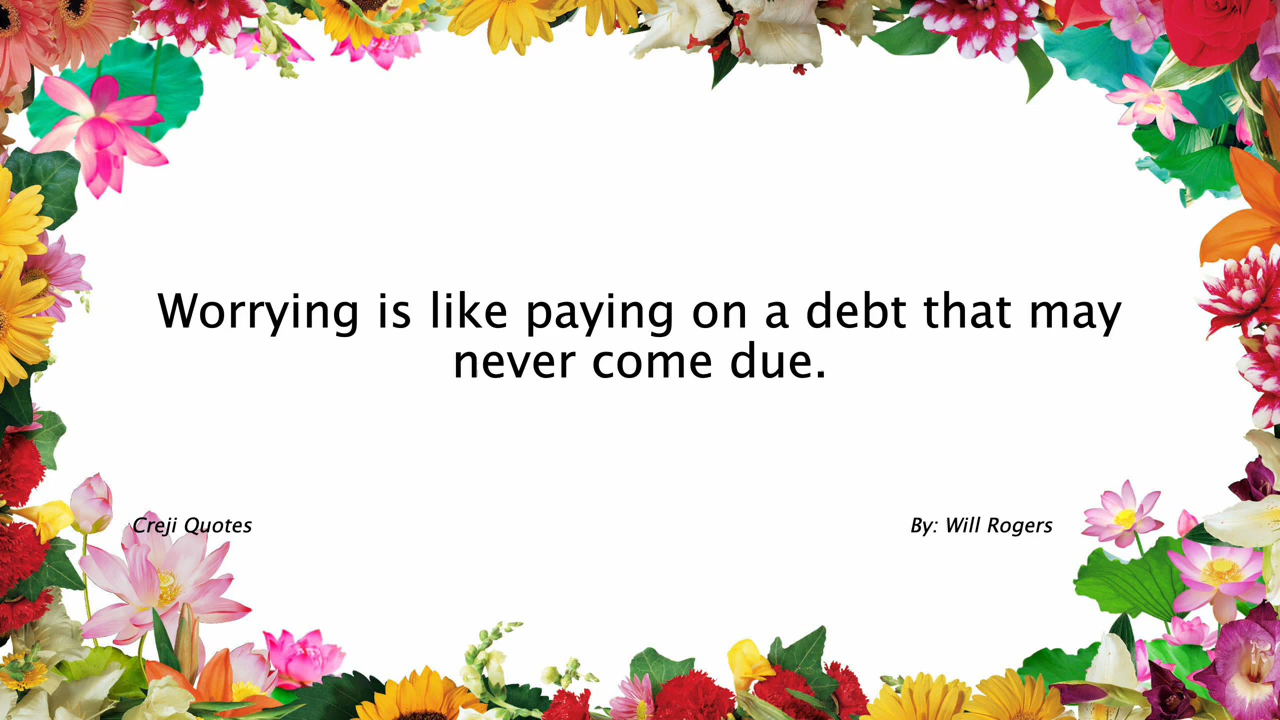 Worrying is like paying on a debt that may
never come due.
Creji Quotes
By: Will Rogers